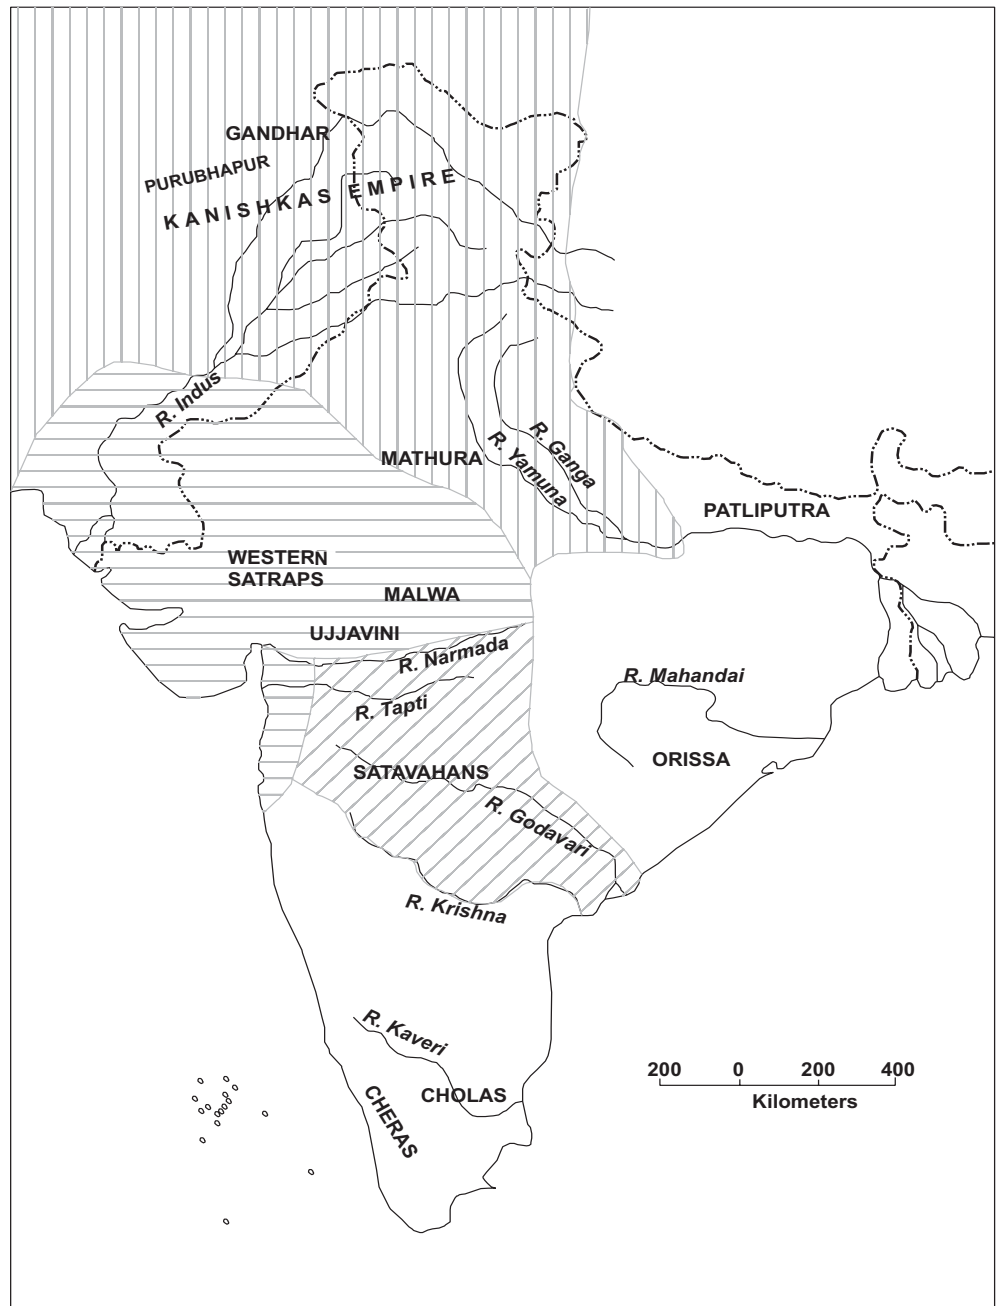 GANDHAR
PURUBHAPUR
KANISHKAS EMPIRE
R. Indus
MATHURA
R. Ganga
R. Yamuna
PATLIPUTRA
WESTERN
SATRAPS
MALWA
UJJAVINI
R. Narmada
R. Mahandai
R. Tapti
ORISSA
SATAVAHANS
R. Godavari
R. Krishna
R. Kaveri
200 0 200 400
Kilometers
CHOLAS
CHERAS